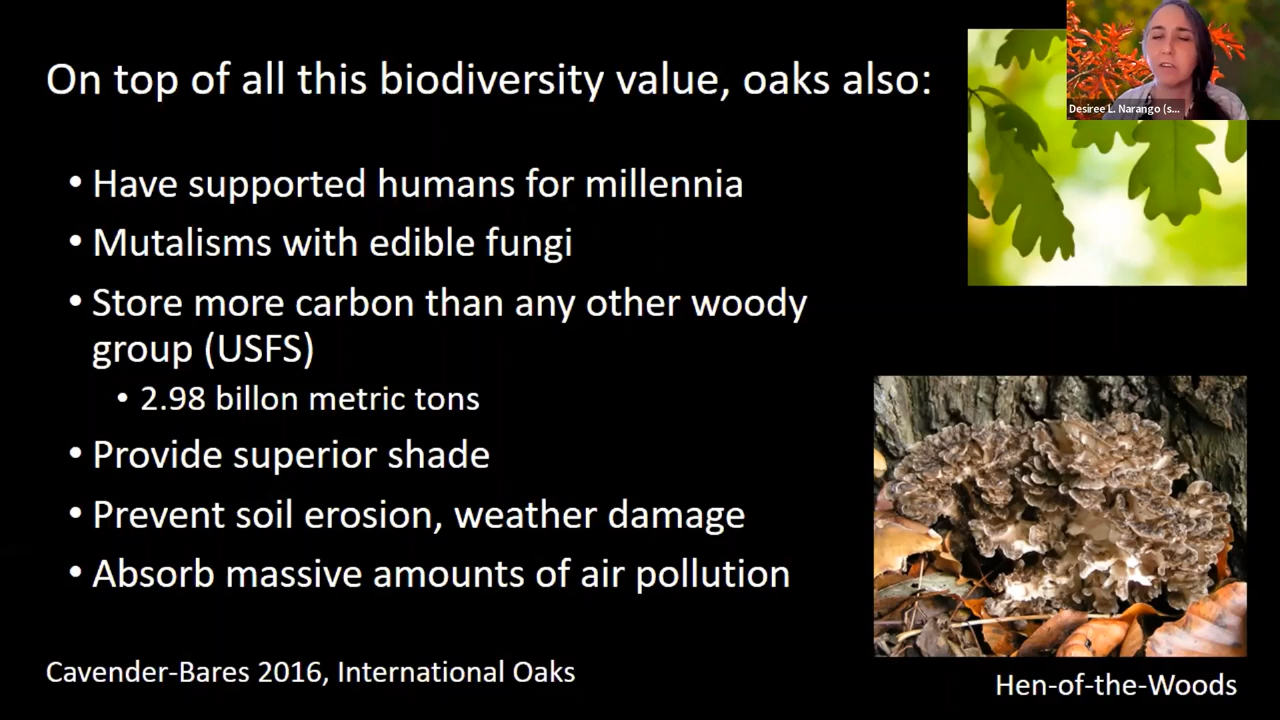 On top of all this biodiversity value, oaks also:
Desiree L. Narango (s...
• Have supported humans for millennia
• Mutalisms with edible fungi
• Store more carbon than any other woody
group (USFS)
• 2.98 billon metric tons
• Provide superior shade
• Prevent soil erosion, weather damage
• Absorb massive amounts of air pollution
Cavender-Bares 2016, International Oaks
Hen-of-the-Woods